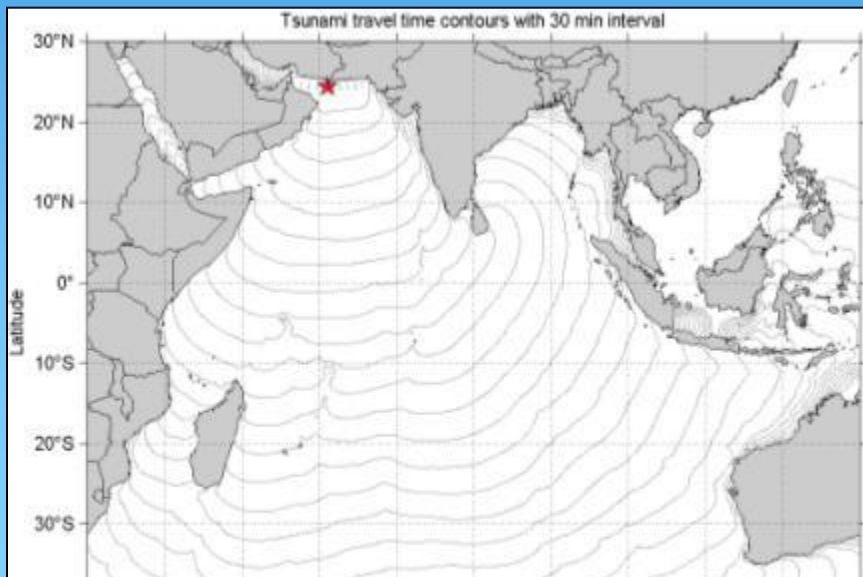 Tsunami travel time contours with 30 min interval
30°N
20°N
10°N
0°
10°S
20°S
30°S
Latitude